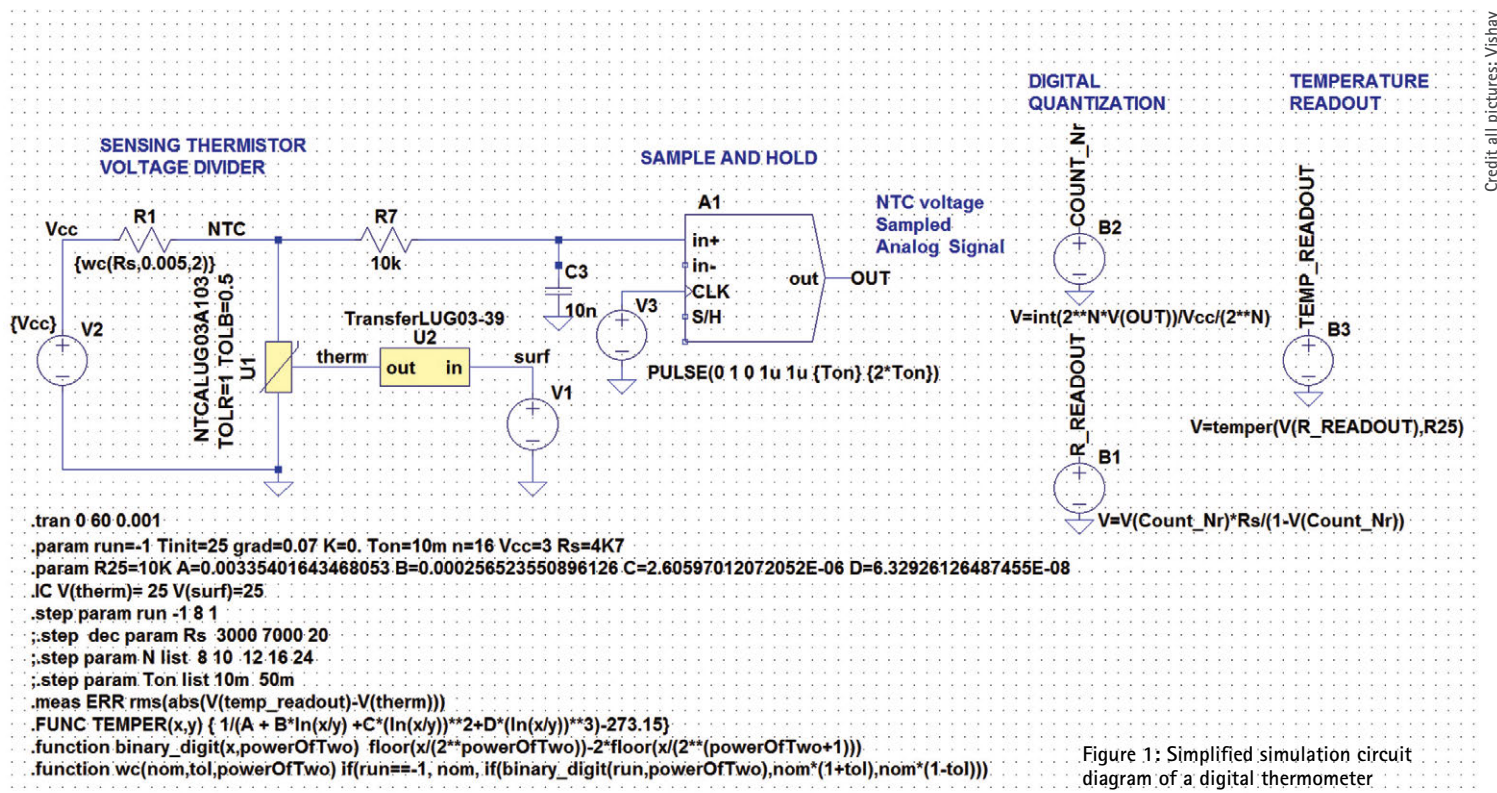 Credit all pictures: Vishay
DIGITAL
QUANTIZATION
TEMPERATURE
READOUT
SENSING THERMISTOR
VOLTAGE DIVIDER
SAMPLE AND HOLD
NTC voltage
Sampled
Analog Signal
Vcc
R1
{wc(Rs,0.005,2)}
NTC
R7
10k
C3
10n
A1
in+
in-
CLK
S/H
out
OUT
{Vcc}
V2
NTCALUG03A103
TOLR=1 TOLB=0.5
U1
therm
TransferLUG03-39
U2
out
in
surf
V1
V3
PULSE(0 1 0 1u 1u {Ton} {2*Ton})
COUNT_Nr
B2
V=int(2**N*V(OUT))/Vcc/(2**N)
R_READOUT
B1
V=V(Count_Nr)*Rs/(1-V(Count_Nr))
TEMP_READOUT
B3
V=temper(V(R_READOUT),R25)
.tran 0 60 0.001
.param run=-1 Tinit=25 grad=0.07 K=0. Ton=10m n=16 Vcc=3 Rs=4K7
.param R25=10K A=0.00335401643468053 B=0.000256523550896126 C=2.60597012072052E-06 D=6.32926126487455E-08
.IC V(therm)= 25 V(surf)=25
.step param run -1 8 1
;.step dec param Rs 3000 7000 20
;.step param N list 8 10 12 16 24
;.step param Ton list 10m 50m
.meas ERR rms(abs(V(temp_readout)-V(therm)))
.FUNC TEMPER(x,y) { 1/(A + B*ln(x/y) +C*(ln(x/y))**2+D*(ln(x/y))**3)-273.15}
.function binary_digit(x,powerOfTwo) floor(x/(2**powerOfTwo))-2*floor(x/(2**(powerOfTwo+1)))
.function wc(nom,tol,powerOfTwo) if(run==-1, nom, if(binary_digit(run,powerOfTwo),nom*(1+tol),nom*(1-tol)))
Figure 1: Simplified simulation circuit
diagram of a digital thermometer